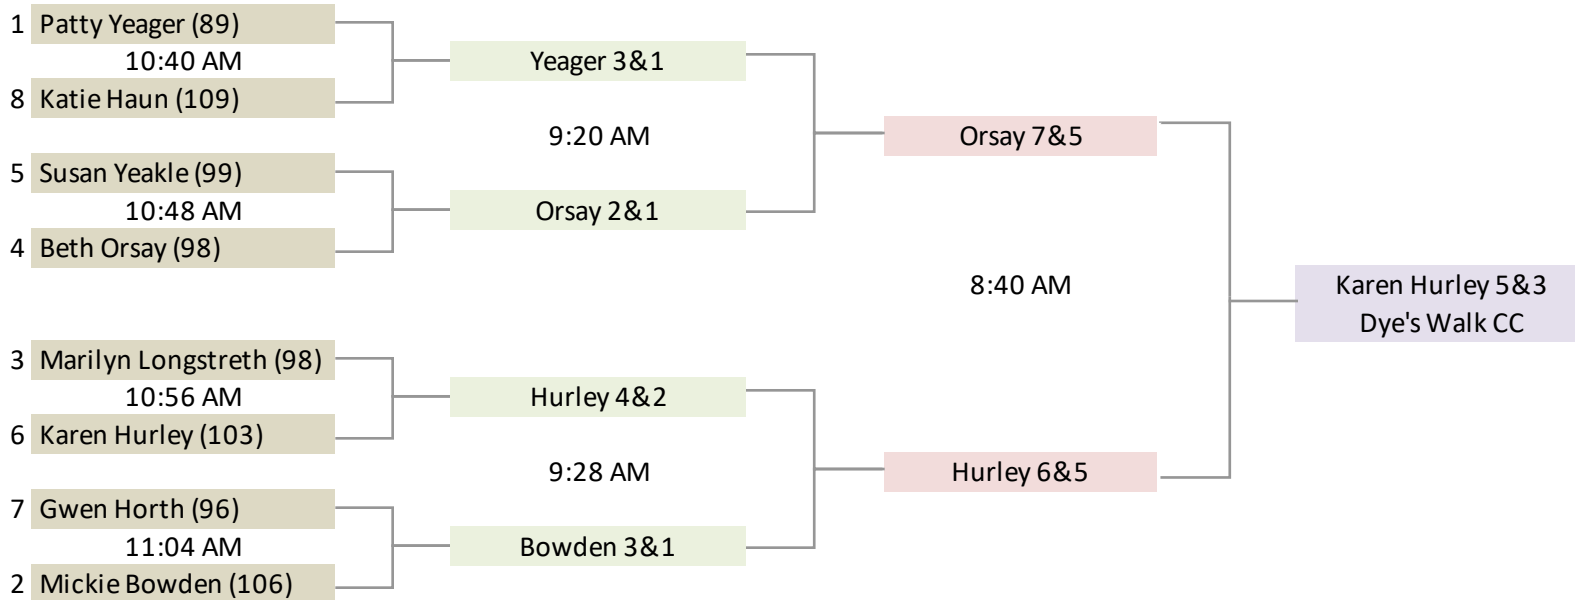 1 Patty Yeager (89)
10:40 AM
8 Katie Haun (109)
5 Susan Yeakle (99)
10:48 AM
4 Beth Orsay (98)
3 Marilyn Longstreth (98)
10:56 AM
6 Karen Hurley (103)
7 Gwen Horth (96)
11:04 AM
2 Mickie Bowden (106)
Yeager 3&1
9:20 AM
Orsay 2&1
Hurley 4&2
9:28 AM
Bowden 3&1
Orsay 7&5
8:40 AM
Hurley 6&5
Karen Hurley 5&3
Dye's Walk CC